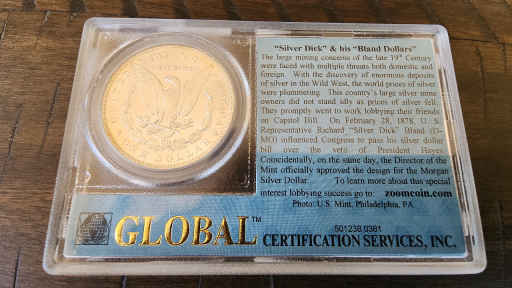 "Silver Dick" & his "Bland Dollars"
The large mining concerns of the late 19th Century
were faced with multiple threats both domestic and
foreign. With the discovery of enormous deposits
of silver in the Wild West, the world prices of silver
were plummeting. This country's large silver mine
owners did not stand idly as prices of silver fell.
They promptly went to work lobbying their friends
on Capitol Hill. On February 28, 1878, U. S.
Representative Richard "Silver Dick" Bland (D-
MO) influenced Congress to pass his silver dollar
bill over the veto of President Hayes.
Coincidentally, on the same day, the Director of the
Mint officially approved the design for the Morgan
Silver Dollar. To learn more about this special
interest lobbying success go to: zoomcoin.com
Photo: U.S. Mint, Philadelphia, PA.
501238.0361
GLOBAL™
CERTIFICATION SERVICES, INC.